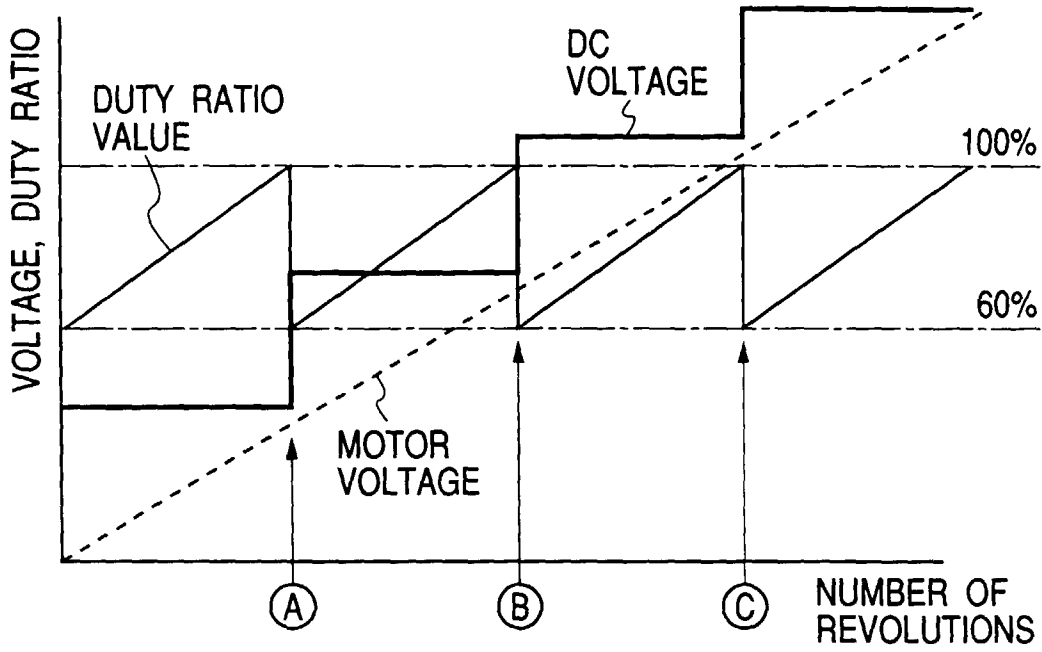 VOLTAGE, DUTY RATIO
DUTY RATIO
VALUE
DC
VOLTAGE
100%
60%
MOTOR
VOLTAGE
A
B
C
NUMBER OF
REVOLUTIONS